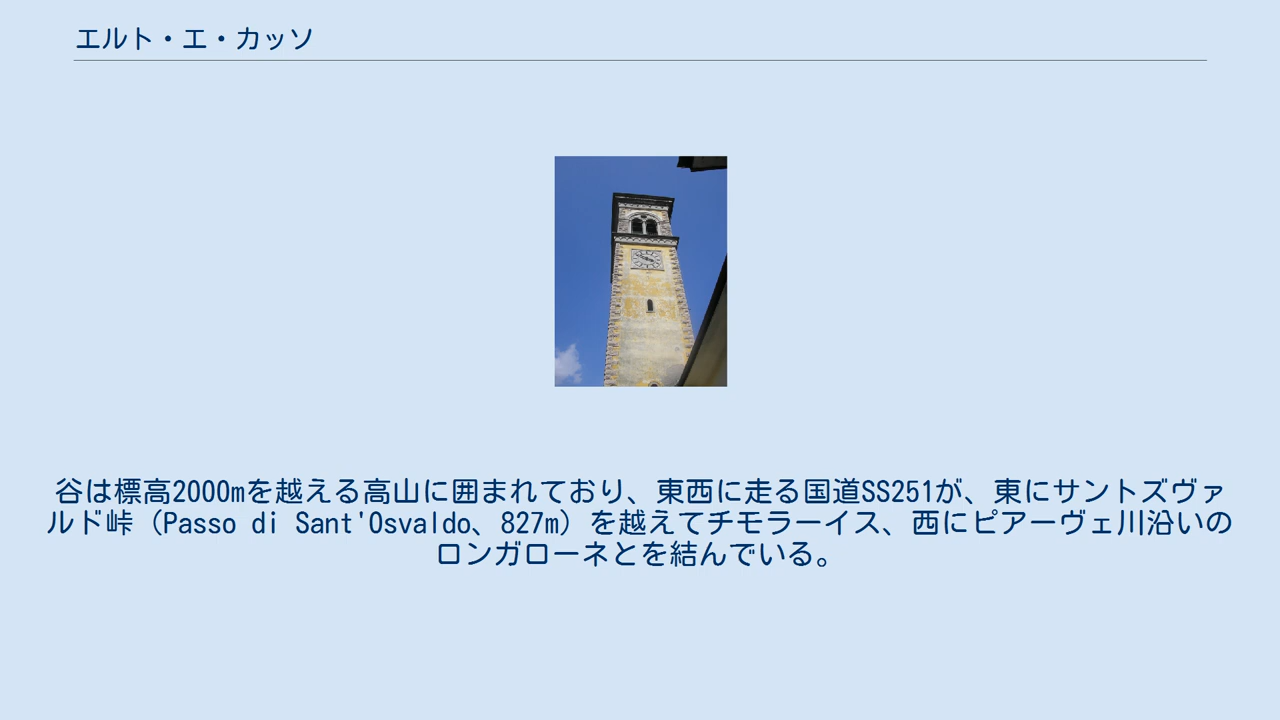 エルト・エ・カッソ
谷は標高2000mを越える高山に囲まれており、東西に走る国道SS251が、東にサントズヴァ
ルド峠（Passo di Sant'Osvaldo、827m）を越えてチモラーイス、西にピアーヴェ川沿いの
ロンガローネとを結んでいる。